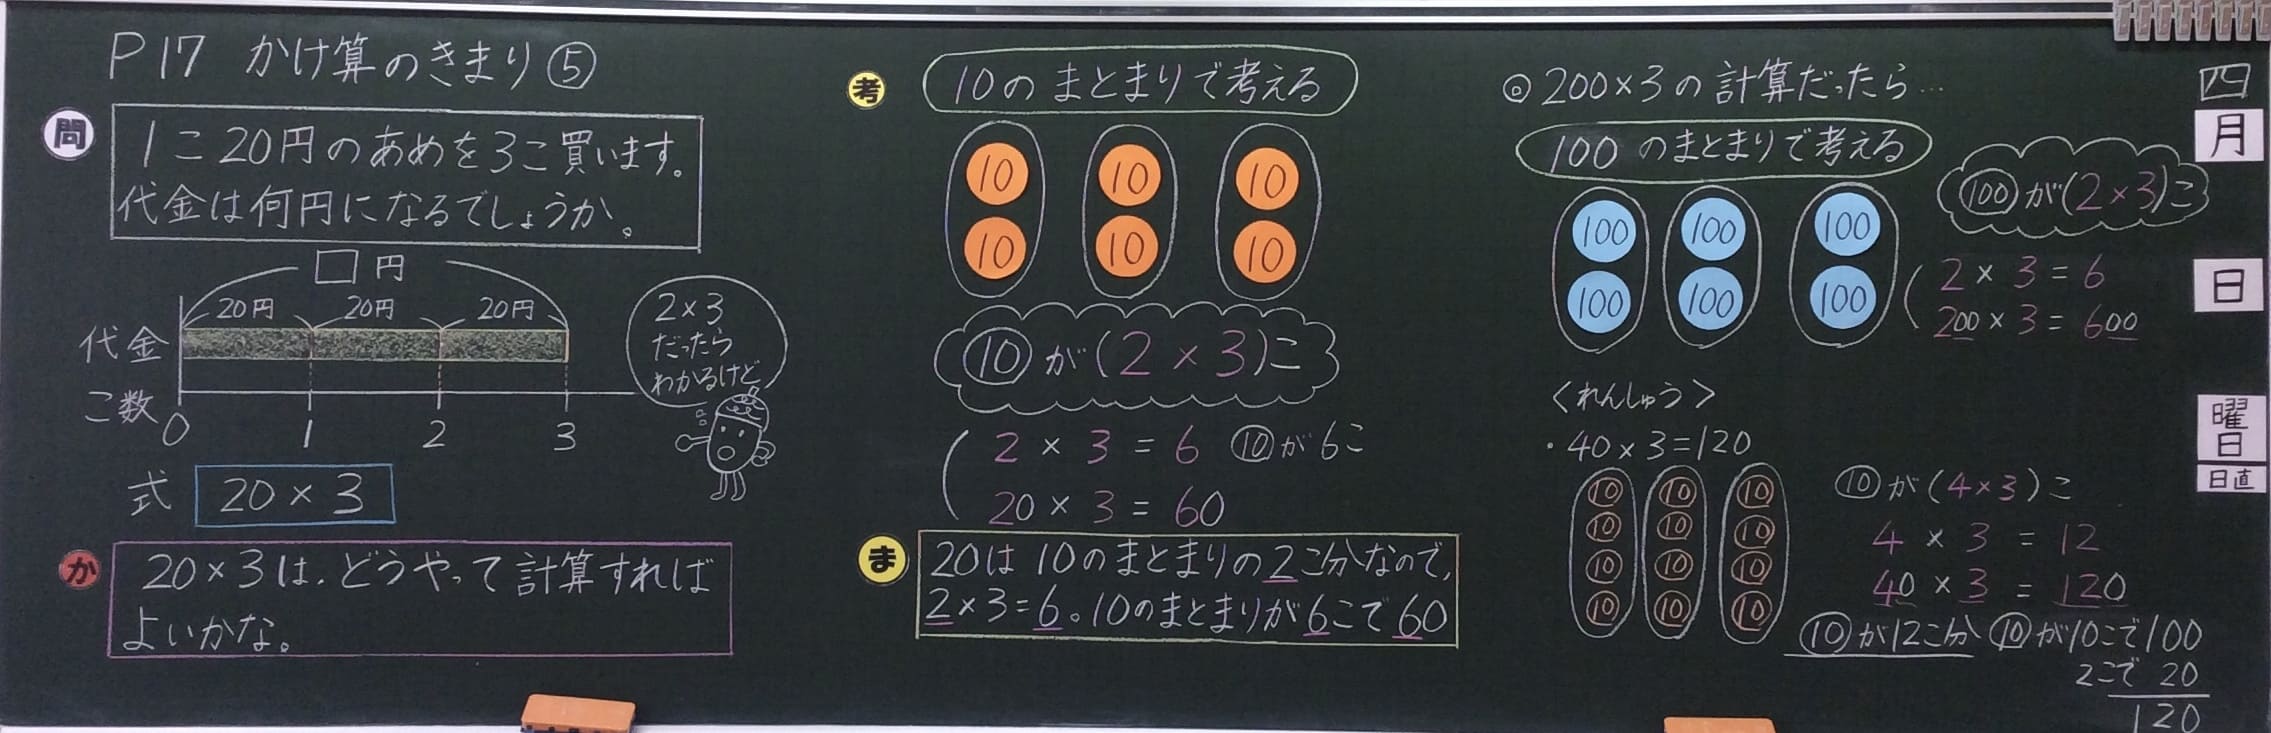 P17 かけ算のきまり⑤
問
1こ20円のあめを3こ買います。
代金は何円になるでしょうか。
□円
20円 20円 20円
代金
こ数
0 1 2 3
2×3
だったら
わかるけど
式 20×3
か
20×3は、どうやって計算すれば
よいかな。
考 10のまとまりで考える
10 10 10
10 10 10
⑩が(2×3)こ
2×3=6 ⑩が6こ
20×3=60
ま
20は10のまとまりの2こ分なので、
2×3=6。10のまとまりが6こで60
◎200×3の計算だったら…
100のまとまりで考える
100 100 100
100 100 100
100が(2×3)こ
2×3=6
200×3=600
<れんしゅう>
・40×3=120
⑩ ⑩ ⑩
⑩ ⑩ ⑩
⑩ ⑩ ⑩
⑩ ⑩ ⑩
⑩が(4×3)こ
4×3=12
40×3=120
⑩が12こ分 ⑩が10こで100
2こで 20
120
四
月
日
曜
日
日直